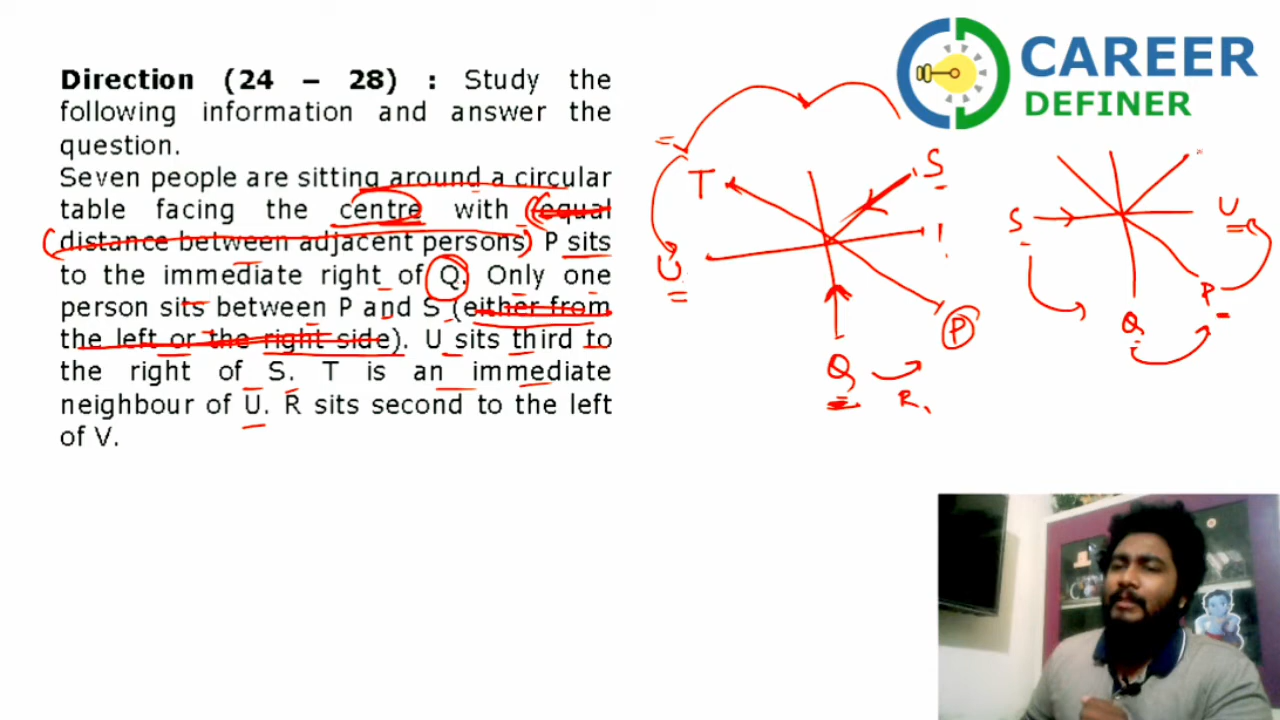 Direction (24 – 28) : Study the
following information and answer the
question.
Seven people are sitting around a circular
table facing the centre with (equal
distance between adjacent persons) P sits
to the immediate right of Q. Only one
person sits between P and S (either from
the left or the right side). U sits third to
the right of S. T is an immediate
neighbour of U. R sits second to the left
of V.
CAREER
DEFINER
T
S
U
P
Q
R
S
U
P
Q